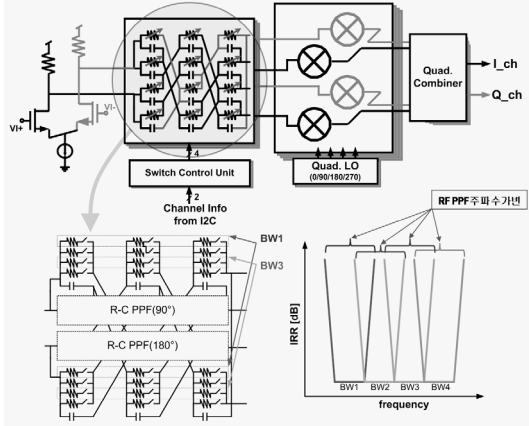 I_ch
Quad.
Combiner
Q_ch
VI+
VI-
4
Switch Control Unit
2
Channel Info
from I2C
Quad. LO
(0/90/180/270)
RF PPF주파수가변
BW1
BW3
R-C PPF(90°)
R-C PPF(180°)
IRR [dB]
BW1 BW2 BW3 BW4
frequency